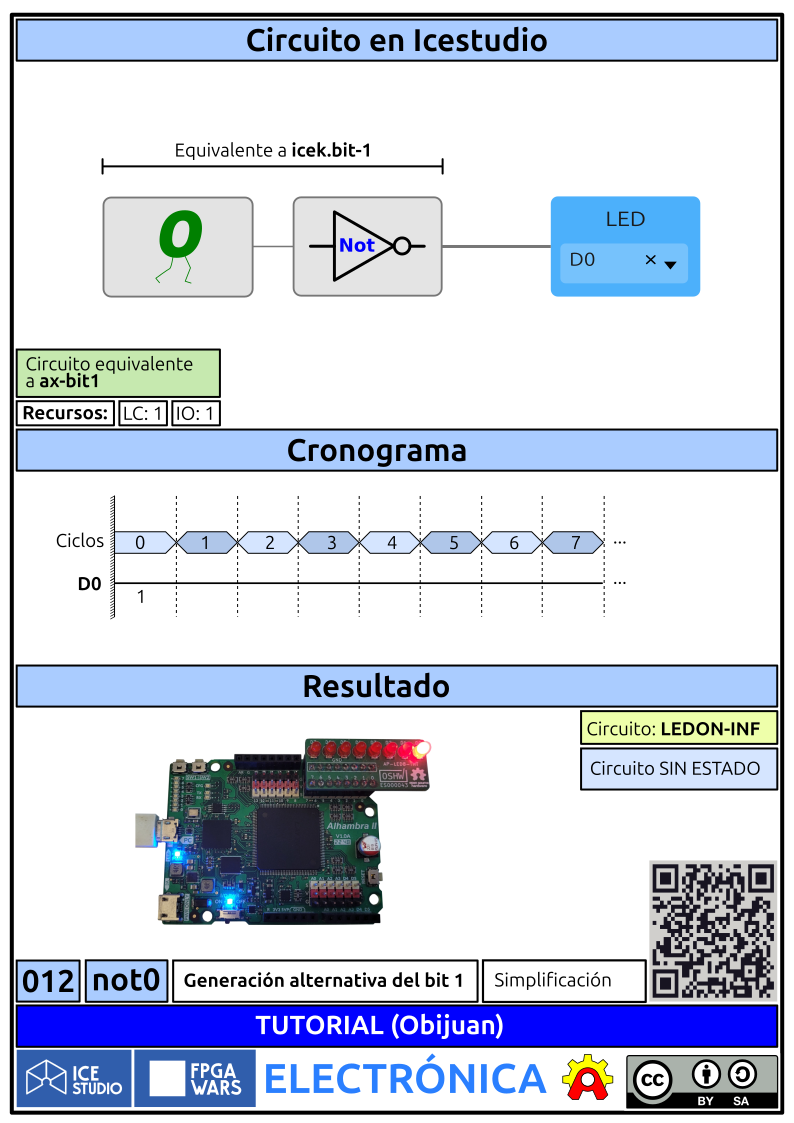 Circuito en Icestudio
Equivalente a icek.bit-1
0
Not
LED
D0 ×
Circuito equivalente
a ax-bit1
Recursos: LC: 1 IO: 1
Cronograma
Ciclos 0 1 2 3 4 5 6 7 ...
D0 ...
1
Resultado
Circuito: LEDON-INF
Circuito SIN ESTADO
OSHW
ES000043
Alhambra II
012 not0 Generación alternativa del bit 1 Simplificación
TUTORIAL (Obijuan)
ICE
STUDIO
FPGA
WARS
ELECTRÓNICA
cc
BY SA